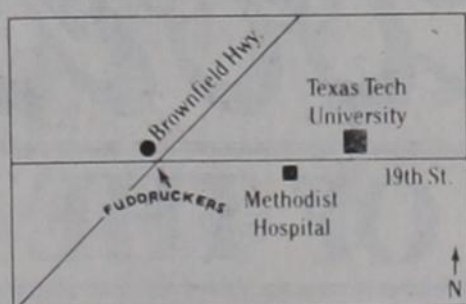 Brownfield Hwy.
Texas Tech
University
19th St.
FUDDRUCKERS
Methodist
Hospital
N